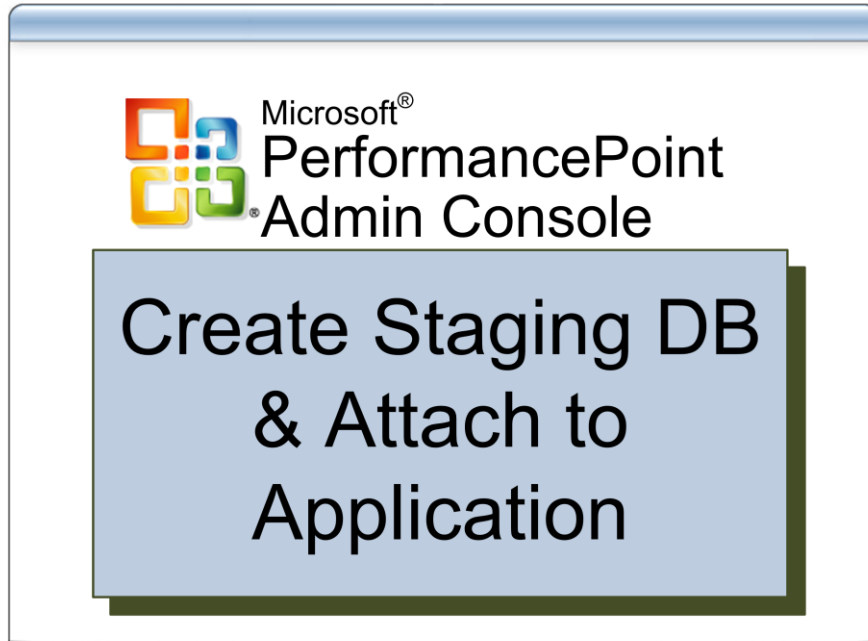 Microsoft®
PerformancePoint
Admin Console
®
Create Staging DB
& Attach to
Application